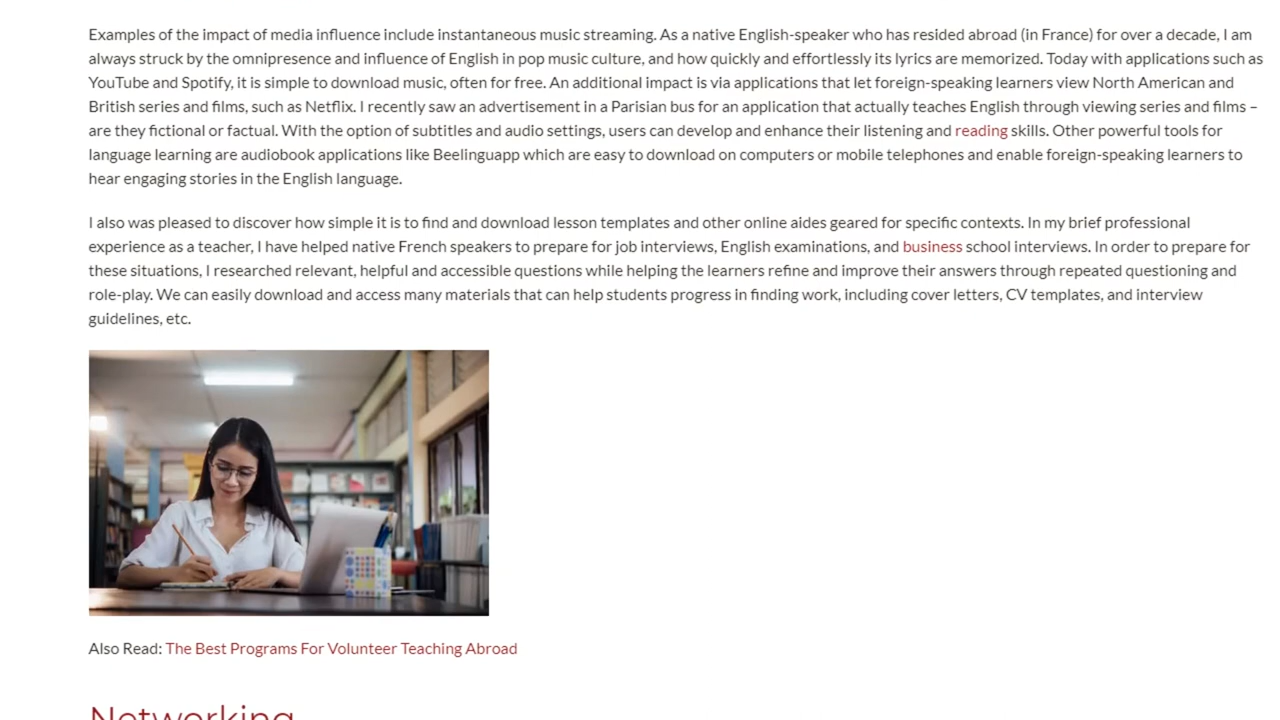 Examples of the impact of media influence include instantaneous music streaming. As a native English-speaker who has resided abroad (in France) for over a decade, I am
always struck by the omnipresence and influence of English in pop music culture, and how quickly and effortlessly its lyrics are memorized. Today with applications such as
YouTube and Spotify, it is simple to download music, often for free. An additional impact is via applications that let foreign-speaking learners view North American and
British series and films, such as Netflix. I recently saw an advertisement in a Parisian bus for an application that actually teaches English through viewing series and films –
are they fictional or factual. With the option of subtitles and audio settings, users can develop and enhance their listening and reading skills. Other powerful tools for
language learning are audiobook applications like Beelinguapp which are easy to download on computers or mobile telephones and enable foreign-speaking learners to
hear engaging stories in the English language.
I also was pleased to discover how simple it is to find and download lesson templates and other online aides geared for specific contexts. In my brief professional
experience as a teacher, I have helped native French speakers to prepare for job interviews, English examinations, and business school interviews. In order to prepare for
these situations, I researched relevant, helpful and accessible questions while helping the learners refine and improve their answers through repeated questioning and
role-play. We can easily download and access many materials that can help students progress in finding work, including cover letters, CV templates, and interview
guidelines, etc.
Also Read: The Best Programs For Volunteer Teaching Abroad
Networking